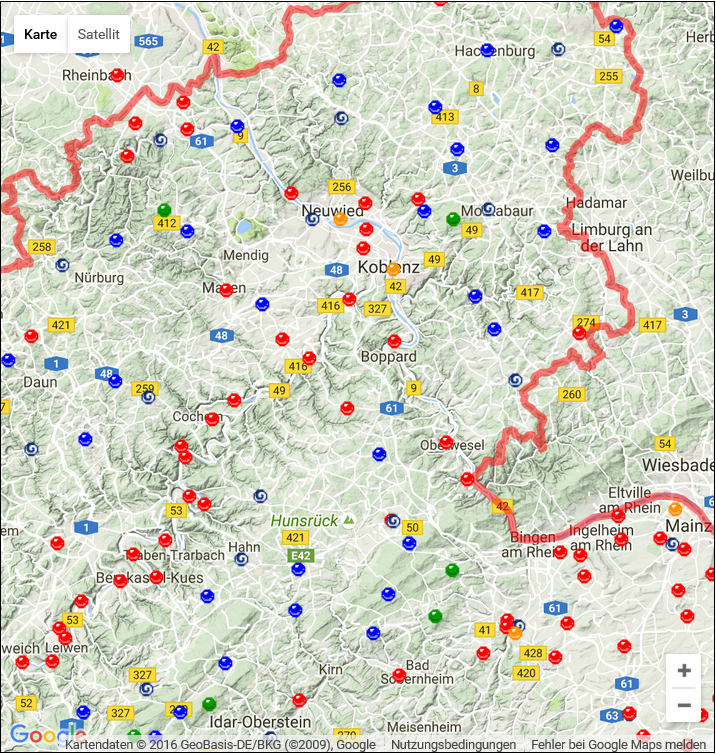 Karte Satellit
565
42
54
Hachenburg
Herb
Rheinbach
255
8
413
9
61
3
256
Weilbu
Hadamar
Neuwied
Montabaur
412
49
Limburg an
der Lahn
258
Mendig
49
Koblenz
48
Nürburg
42
Mayen
417
416
327
421
274
417
3
48
Boppard
1
48
Daun
259
416
49
9
260
61
Cochem
Oberwesel
54
Wiesbade
Eltville
am Rhein
53
42
Hunsrück
50
Mainz
1
421
Bingen
am Rhein
Ingelheim
am Rhein
Hahn
E42
Traben-Trarbach
Bernkastel-Kues
61
53
41
weich Leiwen
428
420
327
Kirn
Bad
Sobernheim
61
52
327
63
Idar-Oberstein
Meisenheim
+
−
Google
Kartendaten © 2016 GeoBasis-DE/BKG (©2009), Google Nutzungsbedingungen Fehler bei Google Maps melden